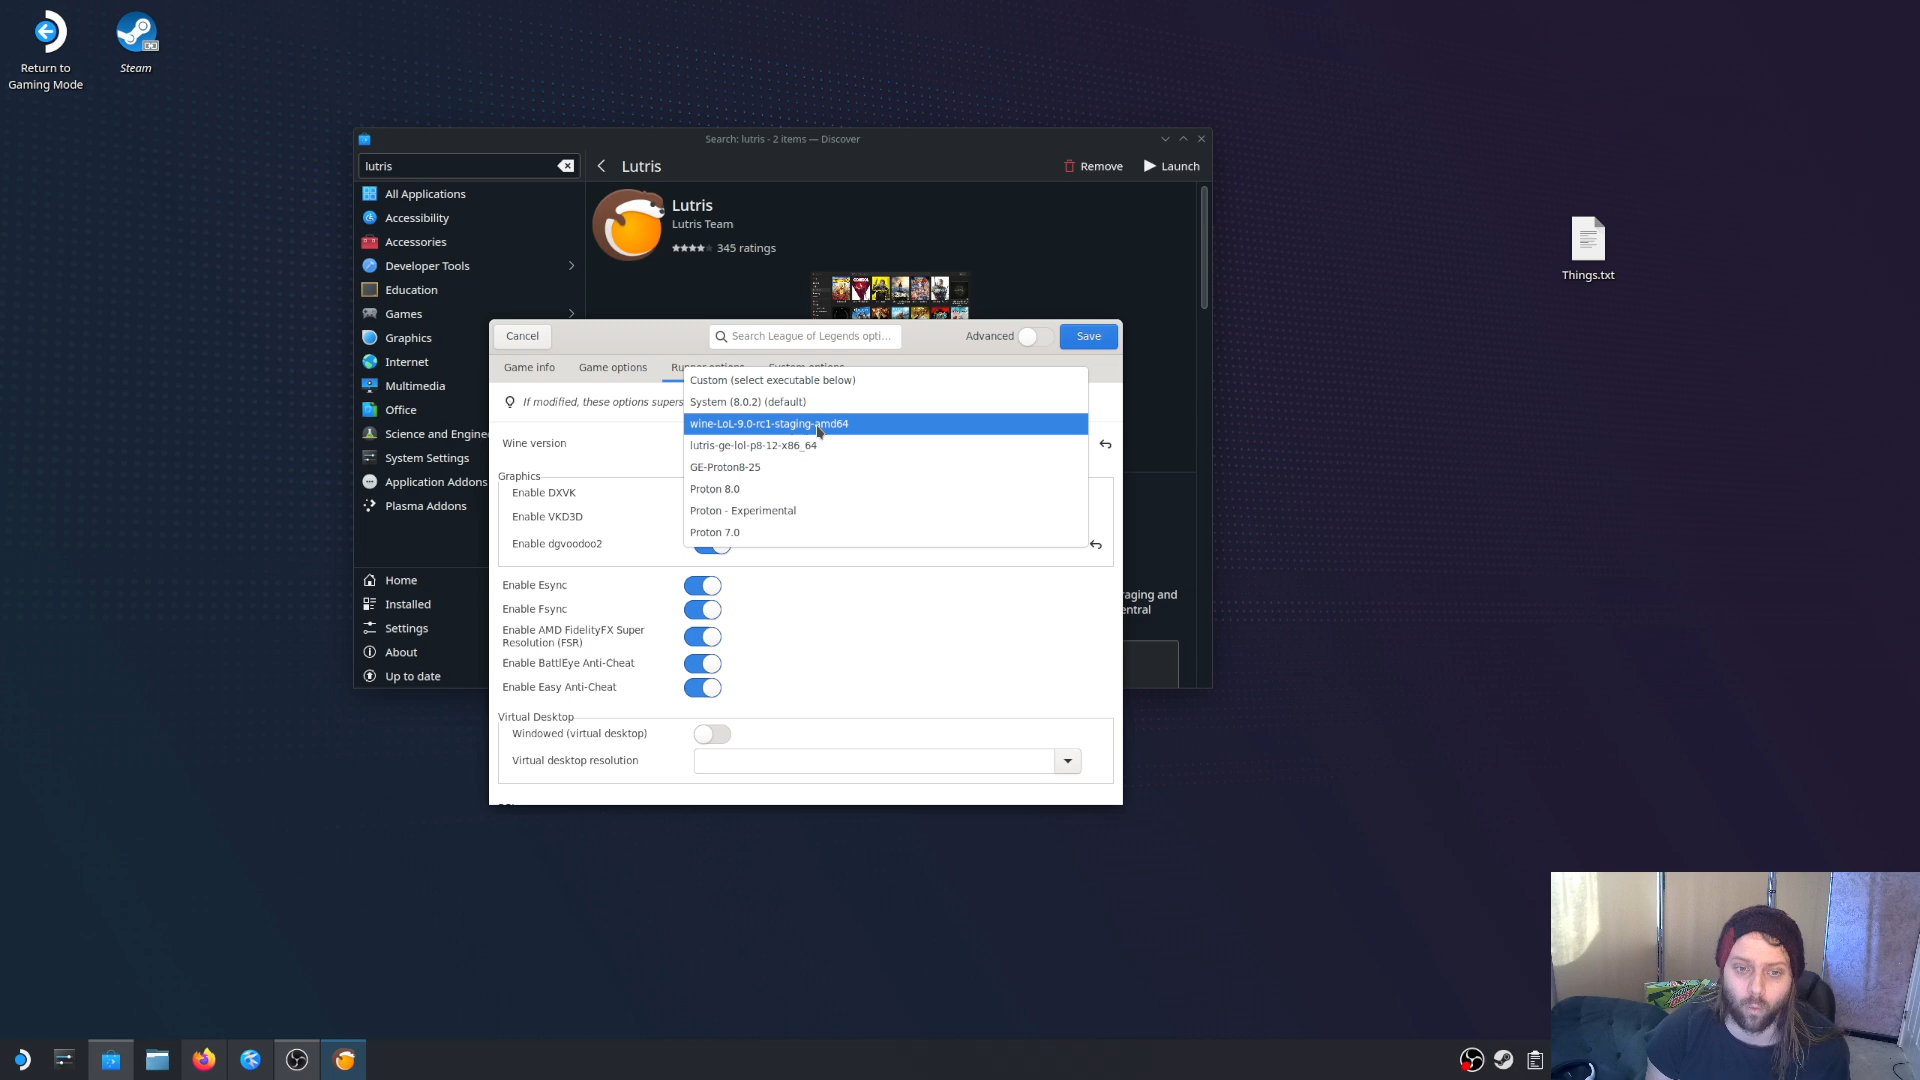 Return to
Gaming Mode
Steam
Things.txt
Search: lutris - 2 items — Discover
lutris
Lutris
Remove
Launch
All Applications
Accessibility
Accessories
Developer Tools
Education
Games
Graphics
Internet
Multimedia
Office
Science and Engine
System Settings
Application Addons
Plasma Addons
Home
Installed
Settings
About
Up to date
Lutris
Lutris Team
345 ratings
raging and
entral
Cancel
Search League of Legends opti...
Advanced
Save
Game info
Game options
If modified, these options supers
Wine version
Custom (select executable below)
System (8.0.2) (default)
wine-LoL-9.0-rc1-staging-amd64
lutris-ge-lol-p8-12-x86_64
GE-Proton8-25
Proton 8.0
Proton - Experimental
Proton 7.0
Graphics
Enable DXVK
Enable VKD3D
Enable dgvoodoo2
Enable Esync
Enable Fsync
Enable AMD FidelityFX Super
Resolution (FSR)
Enable BattlEye Anti-Cheat
Enable Easy Anti-Cheat
Virtual Desktop
Windowed (virtual desktop)
Virtual desktop resolution